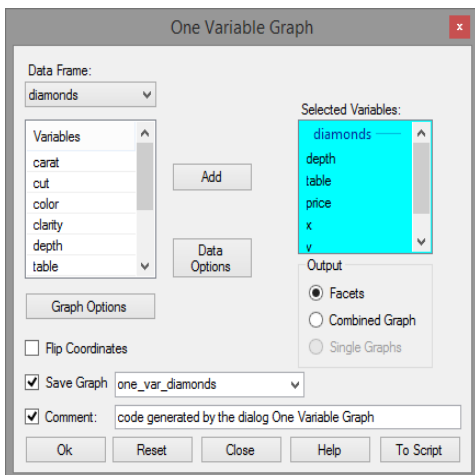 One Variable Graph
x
Data Frame:
diamonds
Variables
carat
cut
color
clarity
depth
table
Add
Data
Options
Selected Variables:
diamonds
depth
table
price
x
y
Output
Facets
Combined Graph
Single Graphs
Graph Options
Flip Coordinates
Save Graph one_var_diamonds
Comment: code generated by the dialog One Variable Graph
Ok Reset Close Help To Script